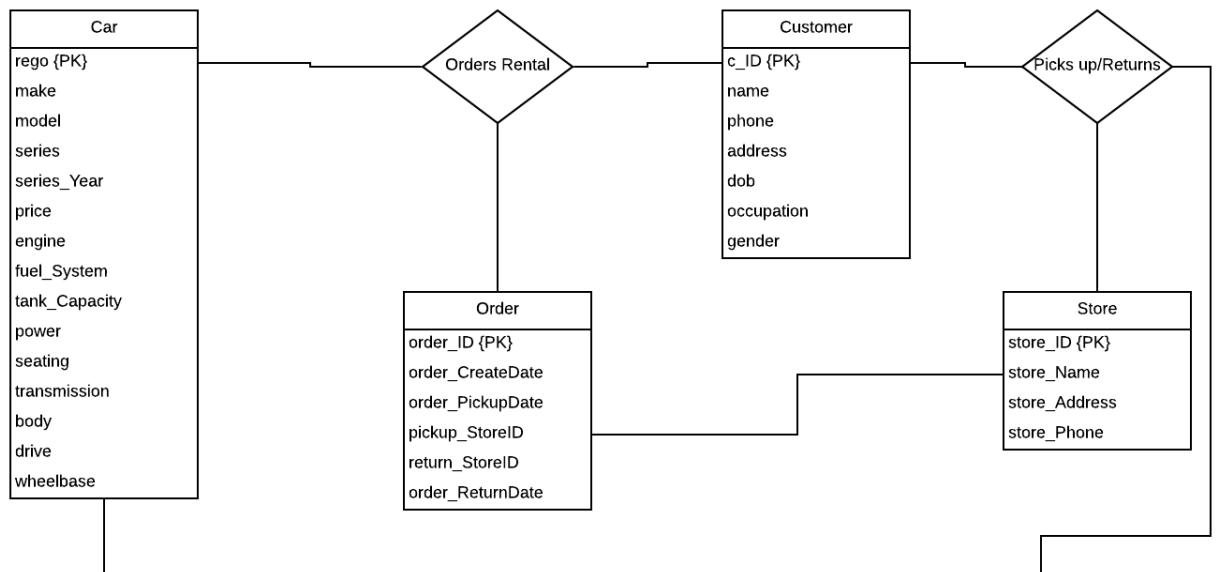 Car
rego {PK}
make
model
series
series_Year
price
engine
fuel_System
tank_Capacity
power
seating
transmission
body
drive
wheelbase
Orders Rental
Customer
c_ID {PK}
name
phone
address
dob
occupation
gender
Picks up/Returns
Order
order_ID {PK}
order_CreateDate
order_PickupDate
pickup_StoreID
return_StoreID
order_ReturnDate
Store
store_ID {PK}
store_Name
store_Address
store_Phone